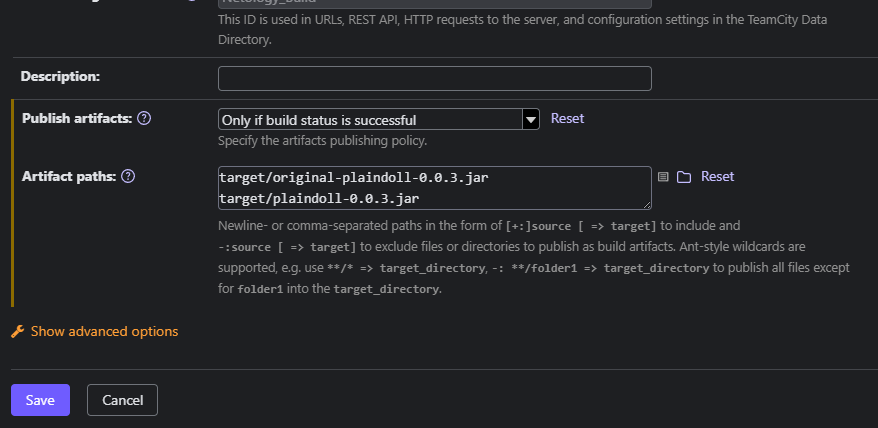 This ID is used in URLs, REST API, HTTP requests to the server, and configuration settings in the TeamCity Data
Directory.
Description:
Publish artifacts:
Only if build status is successful
Reset
Specify the artifacts publishing policy.
Artifact paths:
target/original-plaindoll-0.0.3.jar
target/plaindoll-0.0.3.jar
Reset
Newline- or comma-separated paths in the form of [+:]source [ => target] to include and
-:source [ => target] to exclude files or directories to publish as build artifacts. Ant-style wildcards are
supported, e.g. use **/* => target_directory, -: **/folder1 => target_directory to publish all files except
for folder1 into the target_directory.
Show advanced options
Save
Cancel